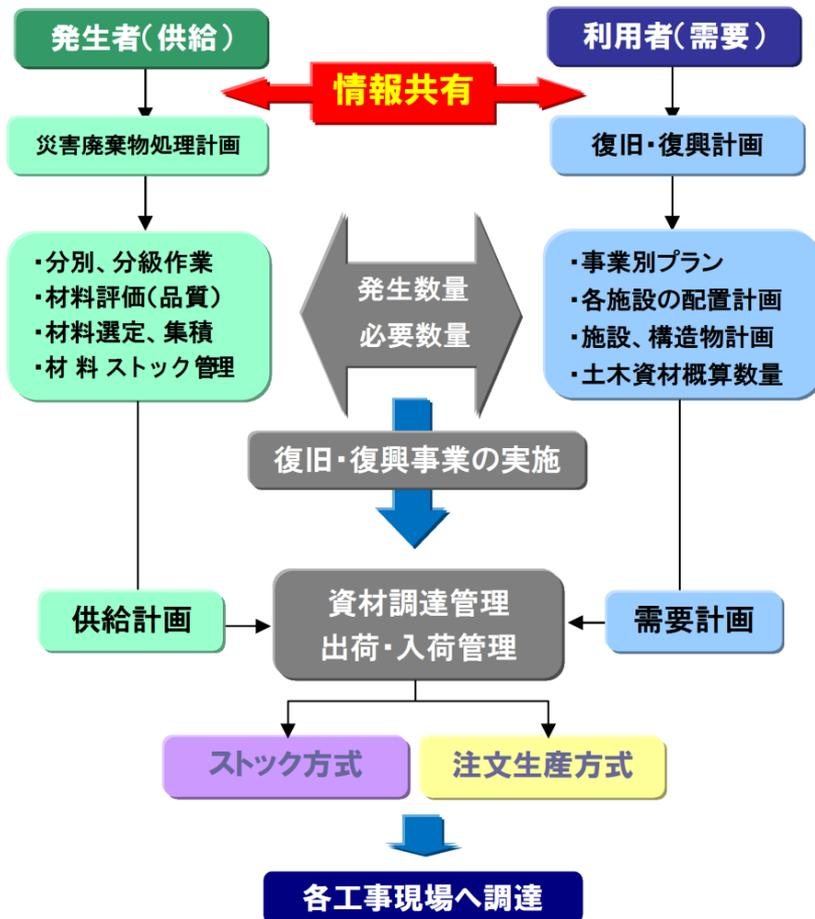 発生者（供給）
利用者（需要）
情報共有
災害廃棄物処理計画
復旧・復興計画
・分別、分級作業
・材料評価（品質）
・材料選定、集積
・材料ストック管理
発生数量
必要数量
・事業別プラン
・各施設の配置計画
・施設、構造物計画
・土木資材概算数量
復旧・復興事業の実施
供給計画
資材調達管理
出荷・入荷管理
需要計画
ストック方式
注文生産方式
各工事現場へ調達